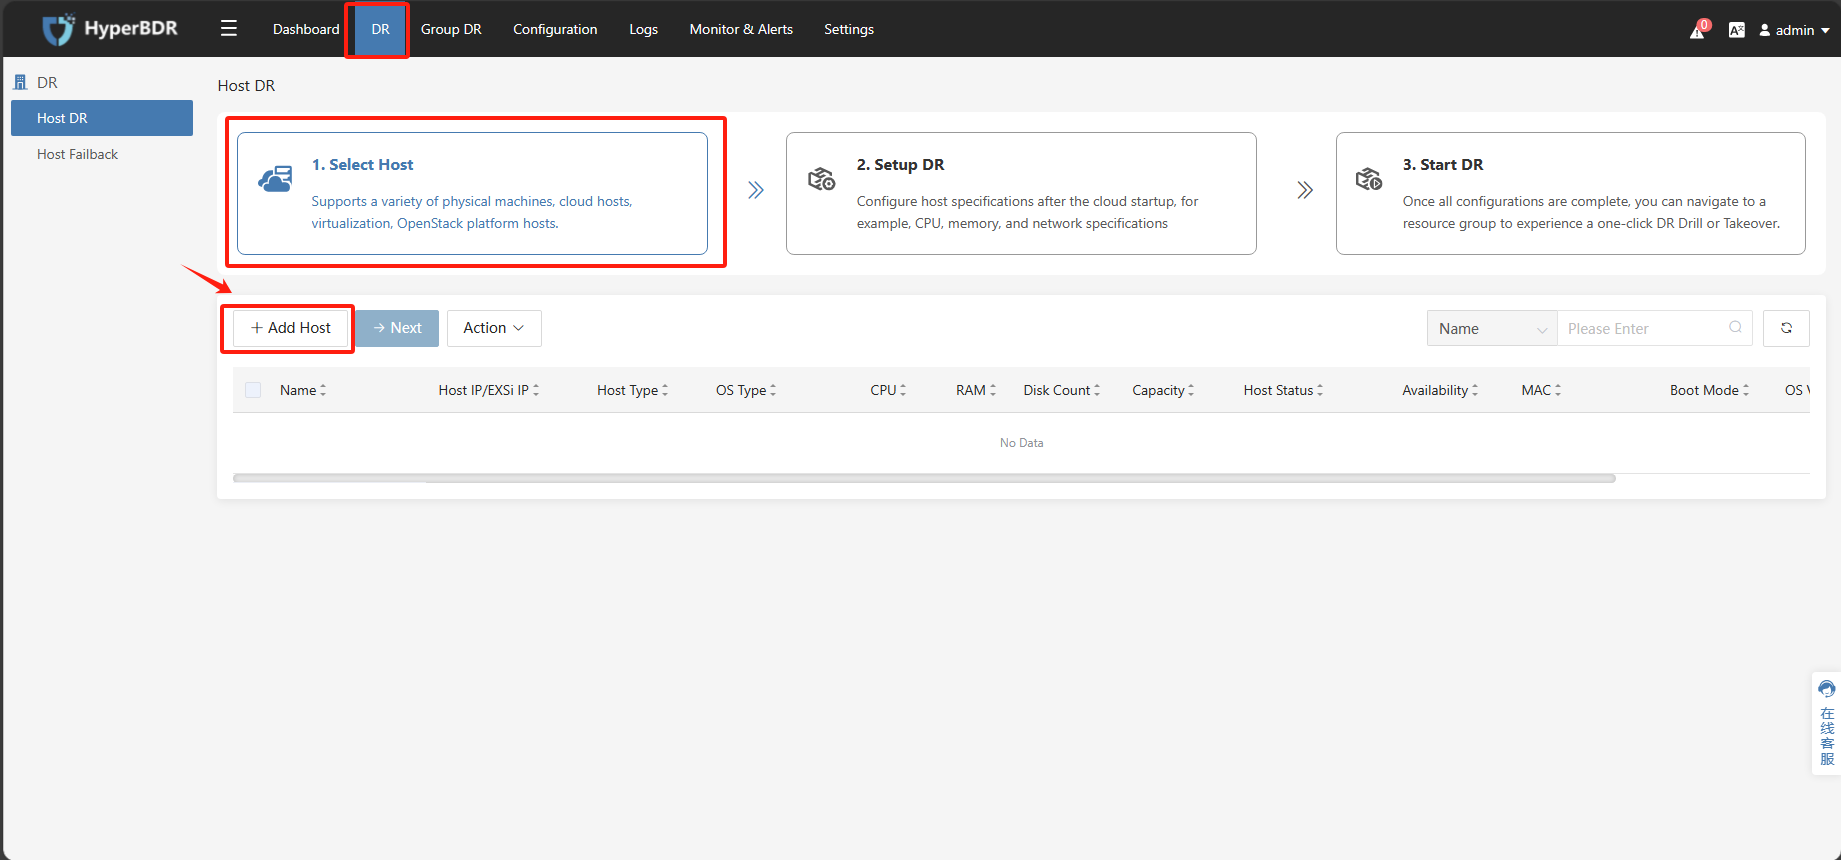 HyperBDR
Dashboard
DR
Group DR
Configuration
Logs
Monitor & Alerts
Settings
0
admin
DR
Host DR
Host Failback
Host DR
1. Select Host
Supports a variety of physical machines, cloud hosts,
virtualization, OpenStack platform hosts.
2. Setup DR
Configure host specifications after the cloud startup, for
example, CPU, memory, and network specifications
3. Start DR
Once all configurations are complete, you can navigate to a
resource group to experience a one-click DR Drill or Takeover.
+ Add Host
→ Next
Action
Name
Please Enter
Name
Host IP/EXSi IP
Host Type
OS Type
CPU
RAM
Disk Count
Capacity
Host Status
Availability
MAC
Boot Mode
OS
No Data
在线客服